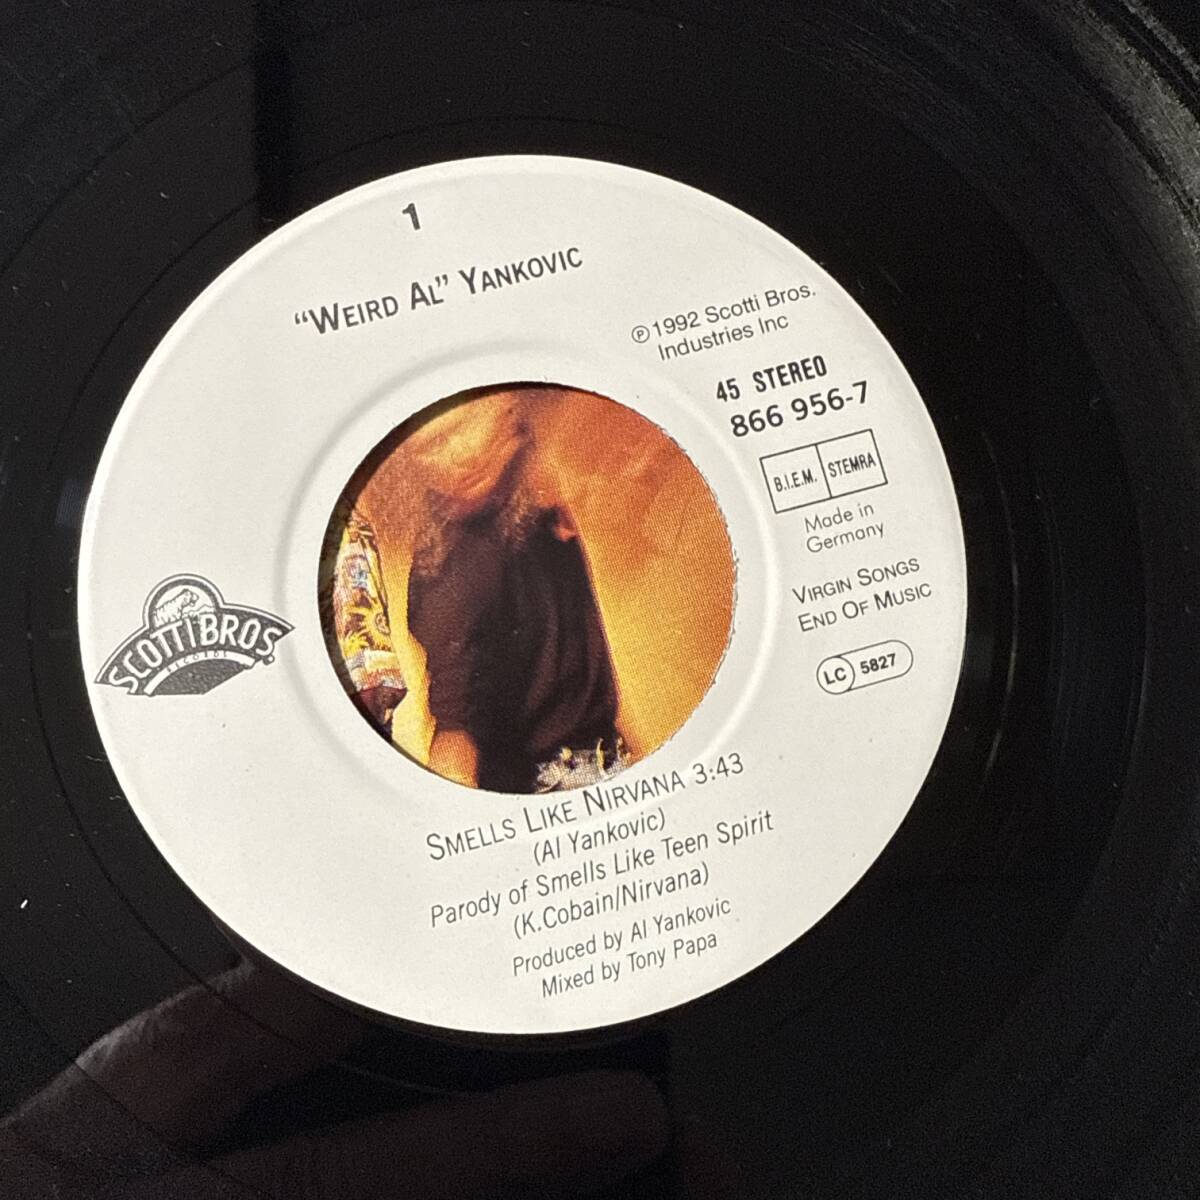 1
“WEIRD AL” YANKOVIC
℗ 1992 Scotti Bros.
Industries Inc
45 STEREO
866 956-7
B.I.E.M. STEMRA
Made in
Germany
VIRGIN SONGS
END OF MUSIC
LC 5827
SCOTTI BROS.
RECORDS
SMELLS LIKE NIRVANA 3:43
(Al Yankovic)
Parody of Smells Like Teen Spirit
(K.Cobain/Nirvana)
Produced by Al Yankovic
Mixed by Tony Papa